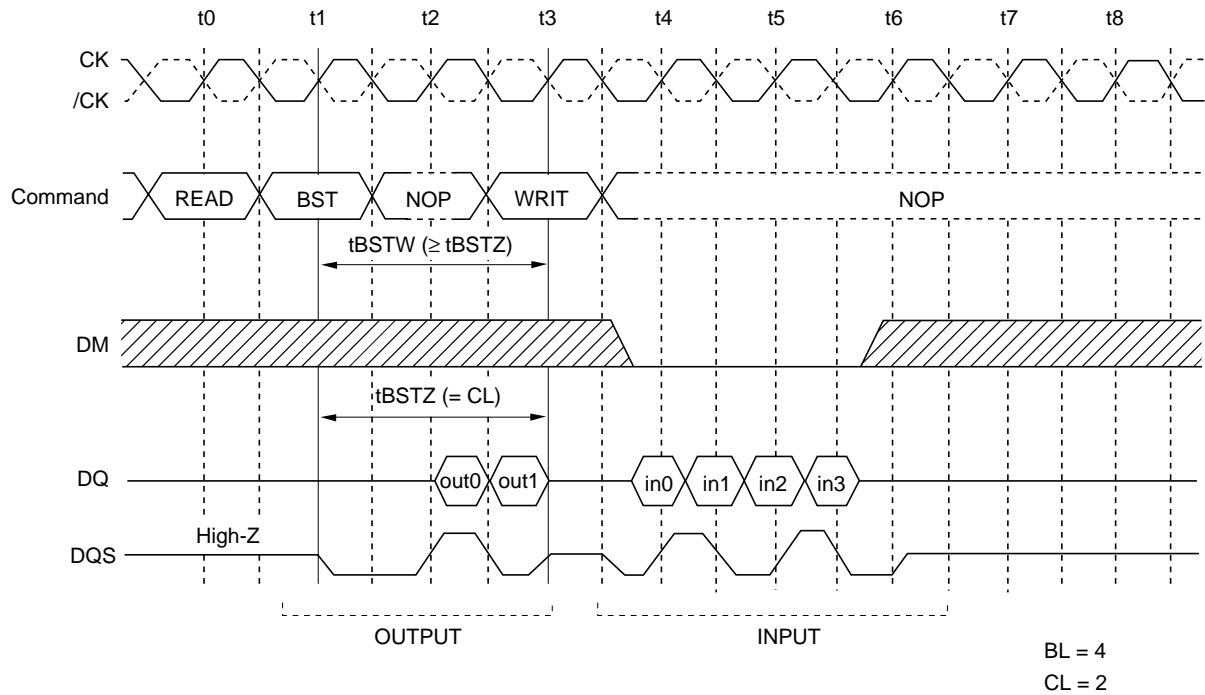 t0 t1 t2 t3 t4 t5 t6 t7 t8
CK
/CK
Command READ BST NOP WRIT NOP
tBSTW (≥ tBSTZ)
DM
tBSTZ (= CL)
DQ out0 out1 in0 in1 in2 in3
High-Z
DQS
OUTPUT INPUT
BL = 4
CL = 2